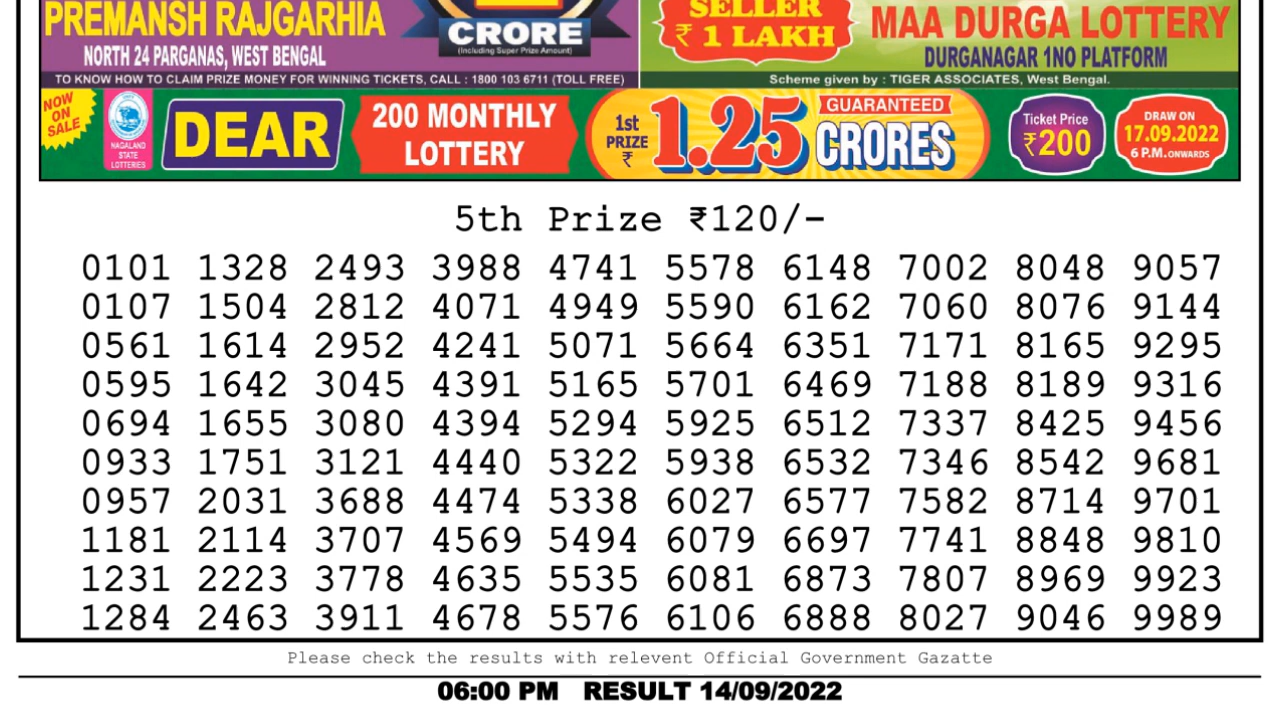 PREMANSH RAJGARHIA
NORTH 24 PARGANAS, WEST BENGAL
CRORE
(Including Super Prize Amount)
SELLER
₹ 1 LAKH
MAA DURGA LOTTERY
DURGANAGAR 1NO PLATFORM
TO KNOW HOW TO CLAIM PRIZE MONEY FOR WINNING TICKETS, CALL : 1800 103 6711 (TOLL FREE)
Scheme given by : TIGER ASSOCIATES, West Bengal.
NOW
ON
SALE
NAGALAND
STATE
LOTTERIES
DEAR
200 MONTHLY
LOTTERY
1st
PRIZE
₹
1.25
GUARANTEED
CRORES
Ticket Price
₹200
DRAW ON
17.09.2022
6 P.M. ONWARDS
5th Prize ₹120/-
0101 1328 2493 3988 4741 5578 6148 7002 8048 9057
0107 1504 2812 4071 4949 5590 6162 7060 8076 9144
0561 1614 2952 4241 5071 5664 6351 7171 8165 9295
0595 1642 3045 4391 5165 5701 6469 7188 8189 9316
0694 1655 3080 4394 5294 5925 6512 7337 8425 9456
0933 1751 3121 4440 5322 5938 6532 7346 8542 9681
0957 2031 3688 4474 5338 6027 6577 7582 8714 9701
1181 2114 3707 4569 5494 6079 6697 7741 8848 9810
1231 2223 3778 4635 5535 6081 6873 7807 8969 9923
1284 2463 3911 4678 5576 6106 6888 8027 9046 9989
Please check the results with relevent Official Government Gazatte
06:00 PM RESULT 14/09/2022